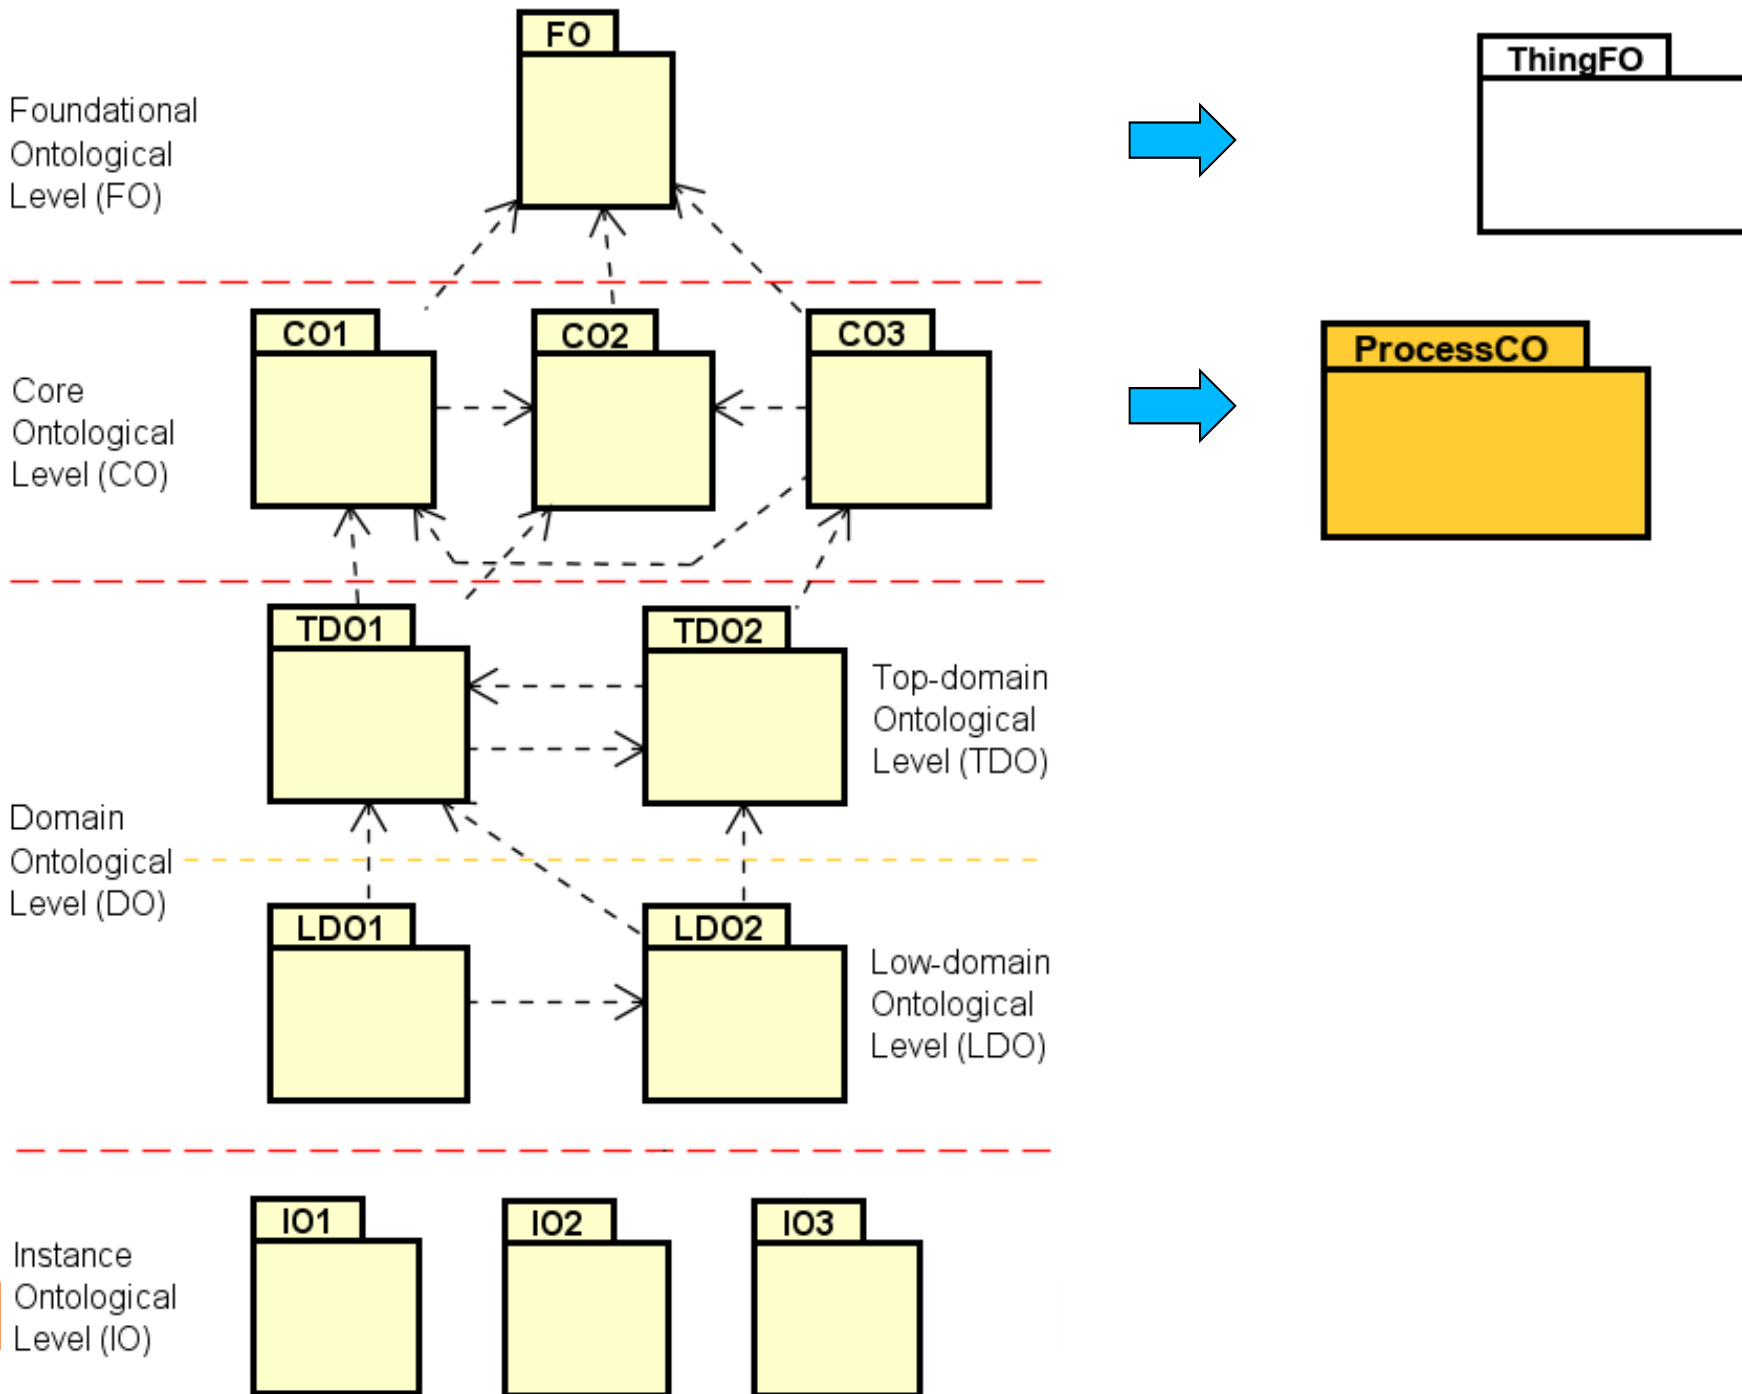 FO
ThingFO
Foundational
Ontological
Level (FO)
CO1
CO2
CO3
ProcessCO
Core
Ontological
Level (CO)
TDO1
TDO2
Top-domain
Ontological
Level (TDO)
Domain
Ontological
Level (DO)
LDO1
LDO2
Low-domain
Ontological
Level (LDO)
IO1
IO2
IO3
Instance
Ontological
Level (IO)